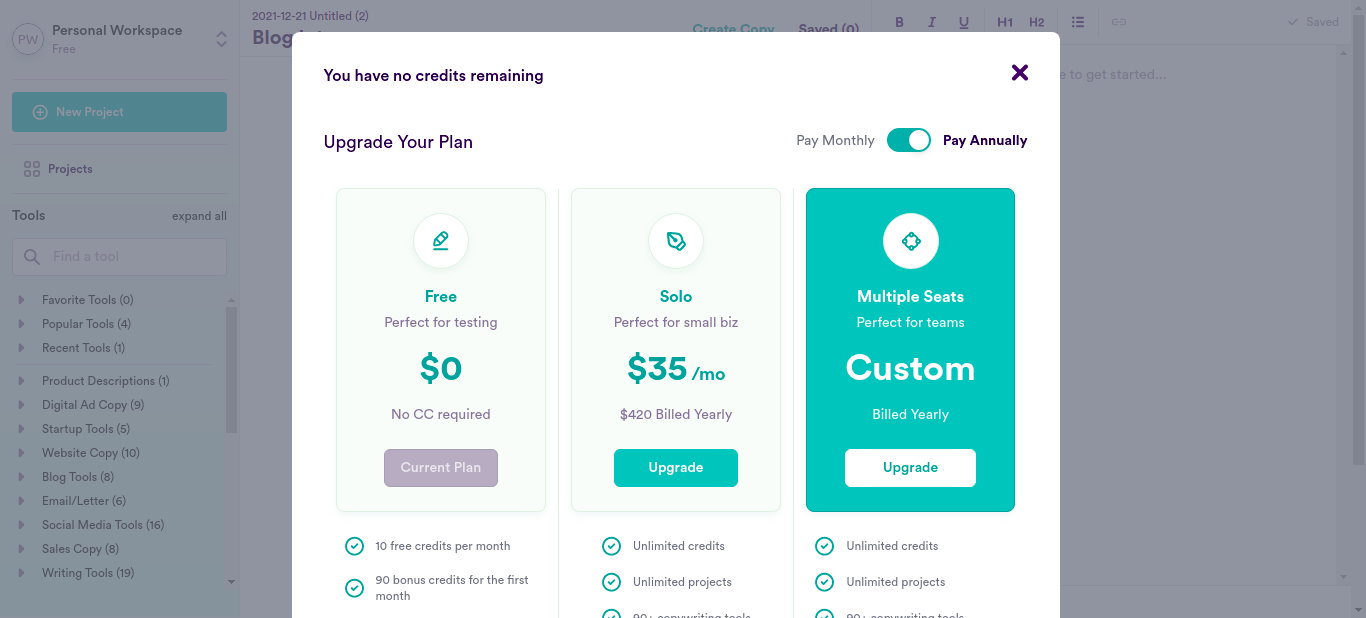 PW
Personal Workspace
Free
New Project
Projects
Tools
expand all
Find a tool
Favorite Tools (0)
Popular Tools (4)
Recent Tools (1)
Product Descriptions (1)
Digital Ad Copy (9)
Startup Tools (5)
Website Copy (10)
Blog Tools (8)
Email/Letter (6)
Social Media Tools (16)
Sales Copy (8)
Writing Tools (19)
2021-12-21 Untitled (2)
Blog
Create Copy
Saved (0)
B I U H1 H2
Saved
to get started...
You have no credits remaining
Upgrade Your Plan
Pay Monthly
Pay Annually
Free
Perfect for testing
$0
No CC required
Current Plan
10 free credits per month
90 bonus credits for the first
month
Solo
Perfect for small biz
$35 /mo
$420 Billed Yearly
Upgrade
Unlimited credits
Unlimited projects
90+ copywriting tools
Multiple Seats
Perfect for teams
Custom
Billed Yearly
Upgrade
Unlimited credits
Unlimited projects
90+ copywriting tools